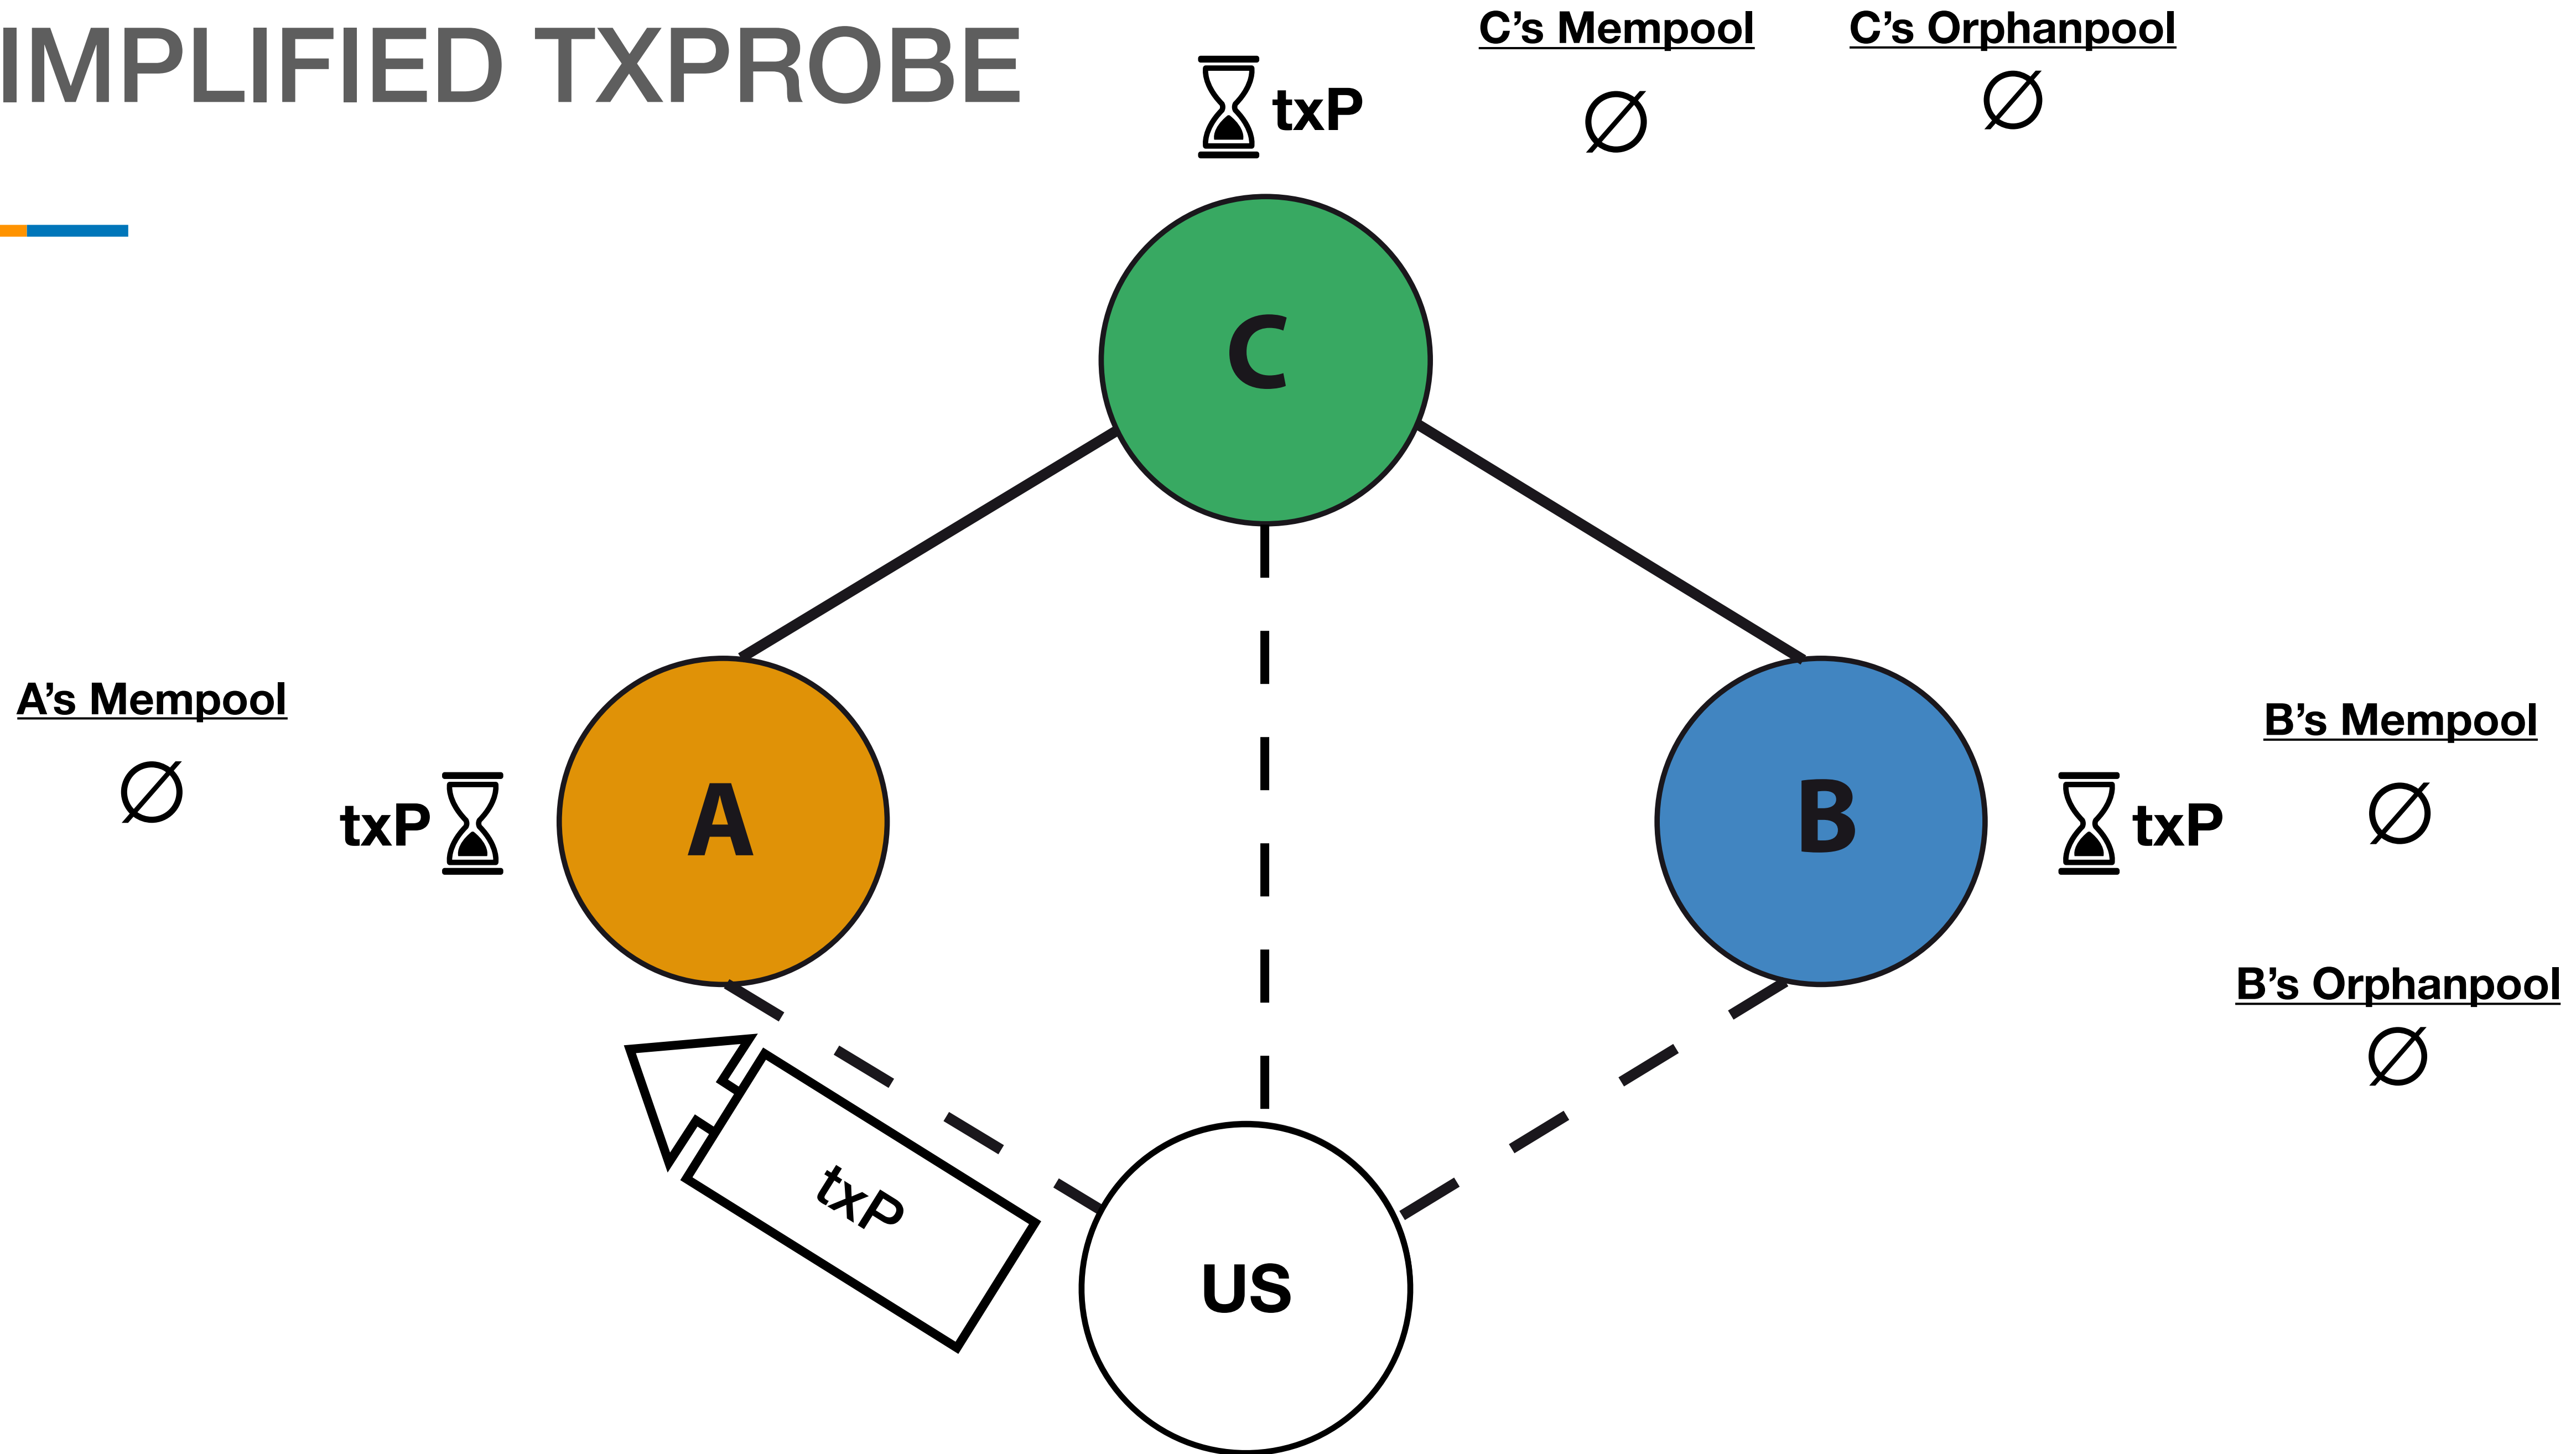 IMPLIFIED TXPROBE
C's Mempool
C's Orphanpool
∅
∅
txP
C
A's Mempool
∅
txP
A
B
txP
B's Mempool
∅
B's Orphanpool
∅
txP
US